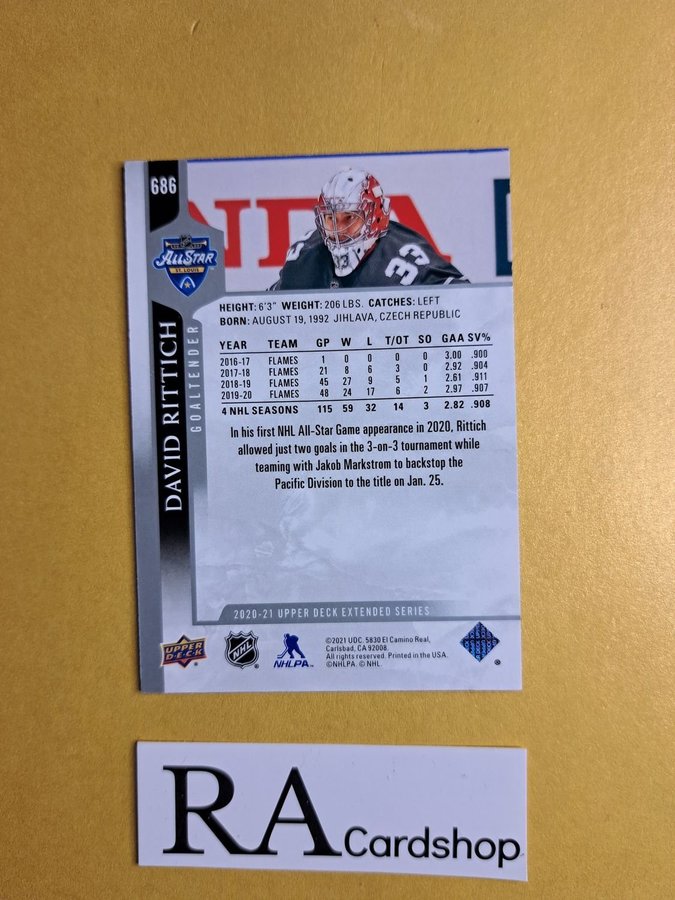 686
NDA
ALL STAR
ST. LOUIS
33
33
DAVID RITTICH
GOALTENDER
HEIGHT: 6'3" WEIGHT: 206 LBS. CATCHES: LEFT
BORN: AUGUST 19, 1992 JIHLAVA, CZECH REPUBLIC
YEAR TEAM GP W L T/OT SO GAA SV%
2016-17 FLAMES 1 0 0 0 0 3.00 .900
2017-18 FLAMES 21 8 6 3 0 2.92 .904
2018-19 FLAMES 45 27 9 5 1 2.61 .911
2019-20 FLAMES 48 24 17 6 2 2.97 .907
4 NHL SEASONS 115 59 32 14 3 2.82 .908
In his first NHL All-Star Game appearance in 2020, Rittich
allowed just two goals in the 3-on-3 tournament while
teaming with Jakob Markstrom to backstop the
Pacific Division to the title on Jan. 25.
2020-21 UPPER DECK EXTENDED SERIES
UPPER DECK
NHL
NHLPA
©2021 UDC. 5830 El Camino Real,
Carlsbad, CA 92008.
All rights reserved. Printed in the USA.
©NHLPA. © NHL
RA Cardshop